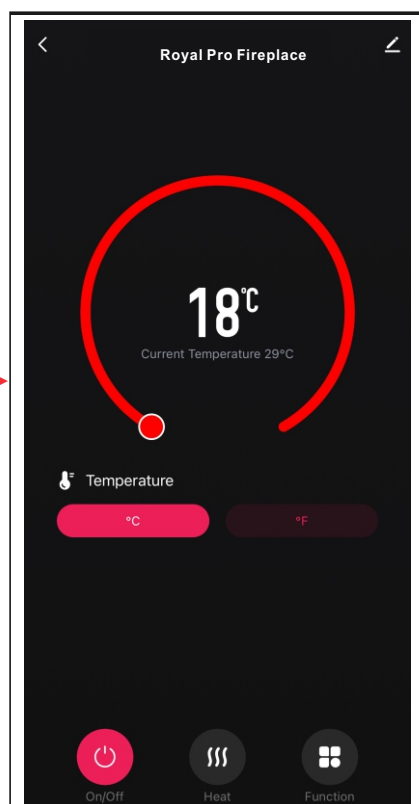 Royal Pro Fireplace
18°C
Current Temperature 29°C
Temperature
°C °F
On/Off Heat Function